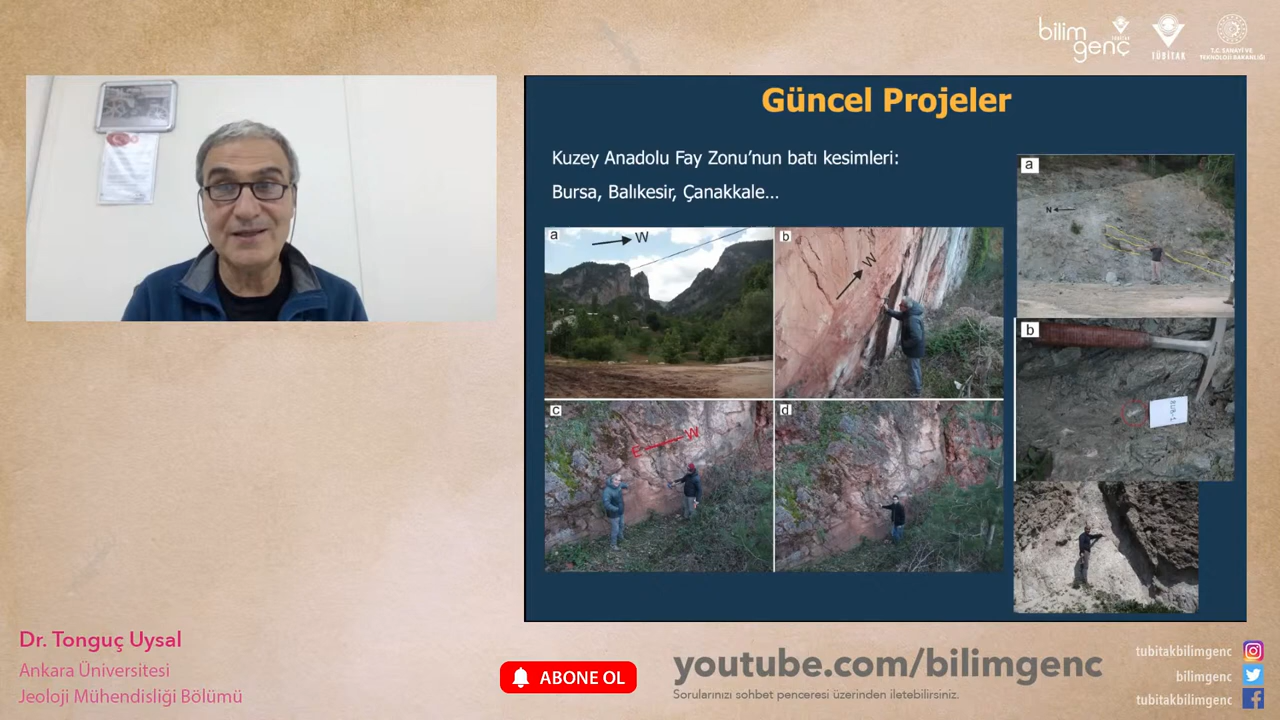 bilim
genç
TÜBİTAK
TÜBİTAK
T.C. SANAYİ VE
TEKNOLOJİ BAKANLIĞI
Güncel Projeler
Kuzey Anadolu Fay Zonu’nun batı kesimleri:
Bursa, Balıkesir, Çanakkale...
a
W
b
W
c
E
W
d
a
N
b
Dr. Tonguç Uysal
Ankara Üniversitesi
Jeoloji Mühendisliği Bölümü
ABONE OL
youtube.com/bilimgenc
Sorularınızı sohbet penceresi üzerinden iletebilirsiniz.
tubitakbilimgenc
bilimgenc
tubitakbilimgenc